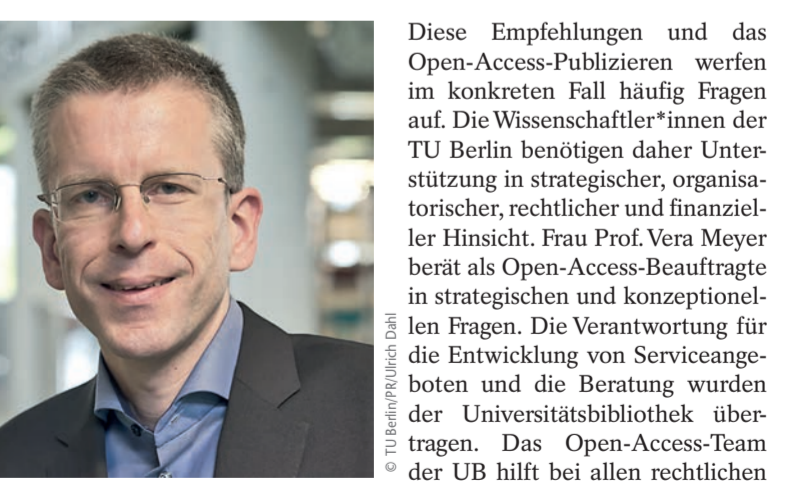 Diese Empfehlungen und das
Open-Access-Publizieren werfen
im konkreten Fall häufig Fragen
auf. Die Wissenschaftler*innen der
TU Berlin benötigen daher Unter-
stützung in strategischer, organisa-
torischer, rechtlicher und finanziel-
ler Hinsicht. Frau Prof. Vera Meyer
berät als Open-Access-Beauftragte
in strategischen und konzeptionel-
len Fragen. Die Verantwortung für
die Entwicklung von Serviceange-
boten und die Beratung wurden
der Universitätsbibliothek über-
tragen. Das Open-Access-Team
der UB hilft bei allen rechtlichen
© TU Berlin/PR/Ulrich Dahl